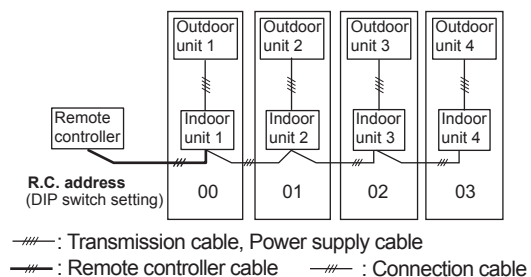 Outdoor
unit 1
Outdoor
unit 2
Outdoor
unit 3
Outdoor
unit 4
Remote
controller
Indoor
unit 1
Indoor
unit 2
Indoor
unit 3
Indoor
unit 4
R.C. address
(DIP switch setting)
00
01
02
03
: Transmission cable, Power supply cable
: Remote controller cable
: Connection cable